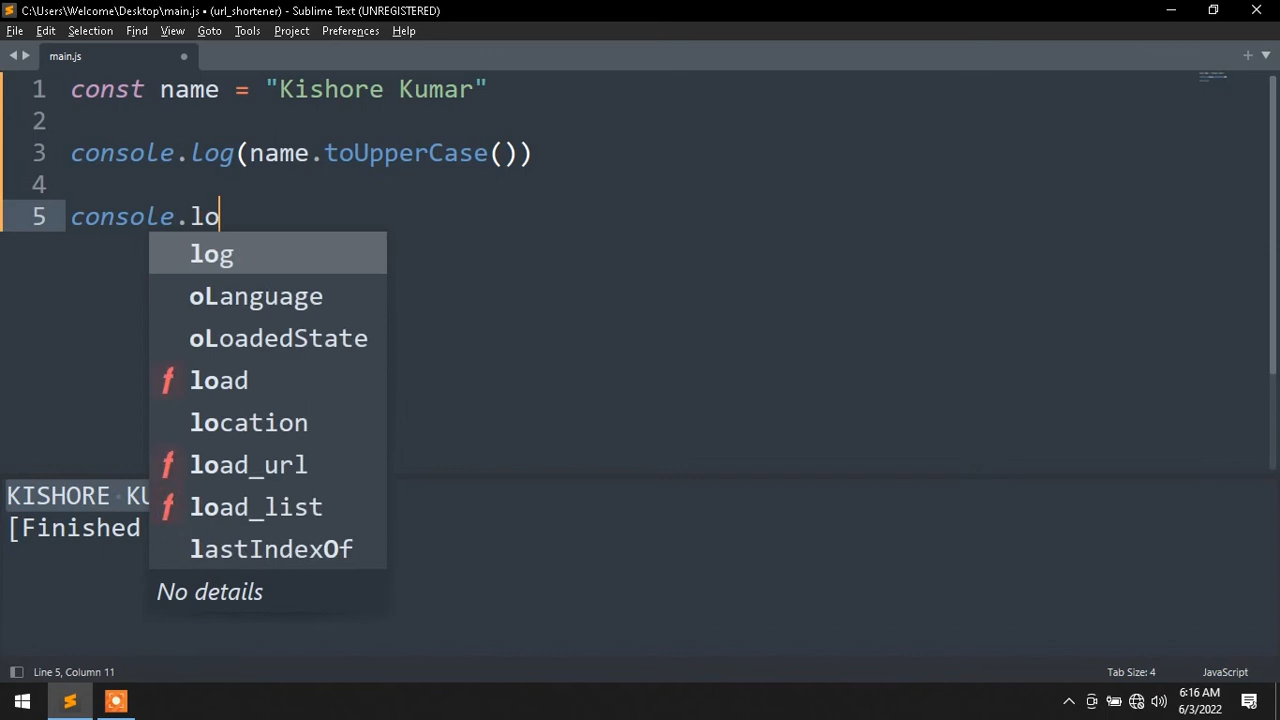 C:\Users\Welcome\Desktop\main.js • (url_shortener) - Sublime Text (UNREGISTERED)
File Edit Selection Find View Goto Tools Project Preferences Help
main.js
1 const name = "Kishore Kumar"
2
3 console.log(name.toUpperCase())
4
5 console.lo
log
oLanguage
oLoadedState
f load
location
f load_url
f load_list
lastIndexOf
No details
KISHORE KU
[Finished
Line 5, Column 11 Tab Size: 4 JavaScript
6:16 AM
6/3/2022